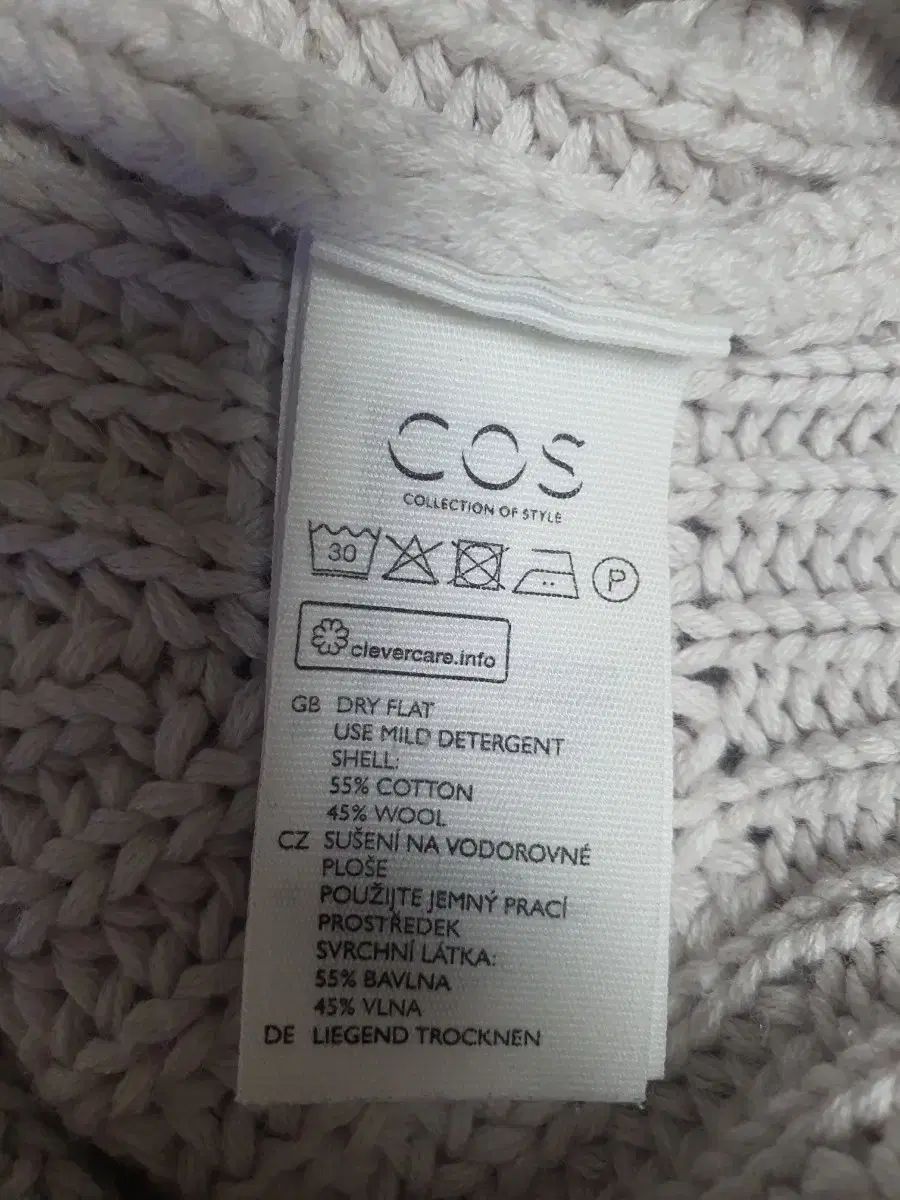 COS
COLLECTION OF STYLE
30 P
clevercare.info
GB DRY FLAT
USE MILD DETERGENT
SHELL:
55% COTTON
45% WOOL
CZ SUŠENÍ NA VODOROVNÉ
PLOŠE
POUŽIJTE JEMNÝ PRACÍ
PROSTŘEDEK
SVRCHNÍ LÁTKA:
55% BAVLNA
45% VLNA
DE LIEGEND TROCKNEN